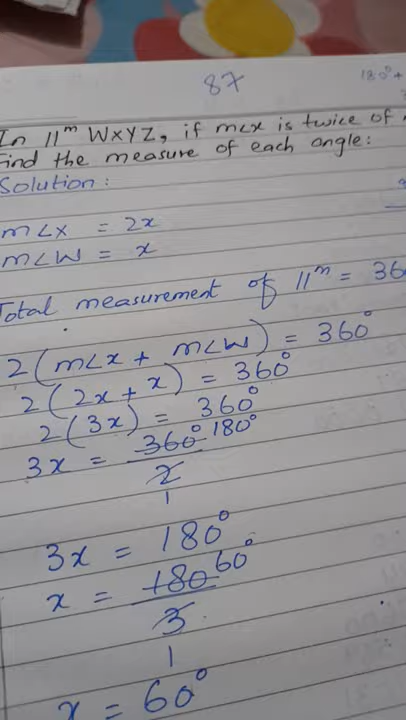 87
180°+
In ||ᵐ WXYZ, if m∠x is twice of
Find the measure of each angle:
Solution:
m∠X = 2x
m∠W = x
Total measurement of ||ᵐ = 36
2(m∠x + m∠W) = 360°
2(2x + x) = 360°
2(3x) = 360°
3x = 360° 180°
2
1
3x = 180°
x = 180 60°
3
1
x = 60°